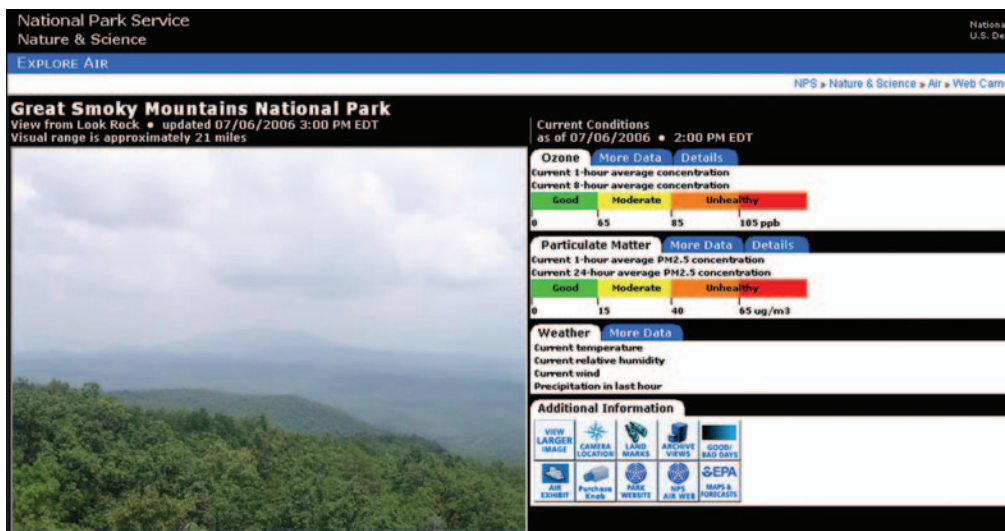 National Park Service
Nature & Science
Nationa
U.S. De
EXPLORE AIR
NPS » Nature & Science » Air » Web Cam
Great Smoky Mountains National Park
View from Look Rock • updated 07/06/2006 3:00 PM EDT
Visual range is approximately 21 miles
Current Conditions
as of 07/06/2006 • 2:00 PM EDT
Ozone More Data Details
Current 1-hour average concentration
Current 8-hour average concentration
Good Moderate Unhealthy
0 65 85 105 ppb
Particulate Matter More Data Details
Current 1-hour average PM2.5 concentration
Current 24-hour average PM2.5 concentration
Good Moderate Unhealthy
0 15 40 65 ug/m3
Weather More Data
Current temperature
Current relative humidity
Current wind
Precipitation in last hour
Additional Information
VIEW LARGER IMAGE
CAMERA LOCATION
LAND MARKS
ARCHIVE VIEWS
GOOD/ BAD DAYS
AIR EXHIBIT
Purchase Knob
PARK WEBSITE
NPS AIR WEB
EPA MAPS & FORECASTS